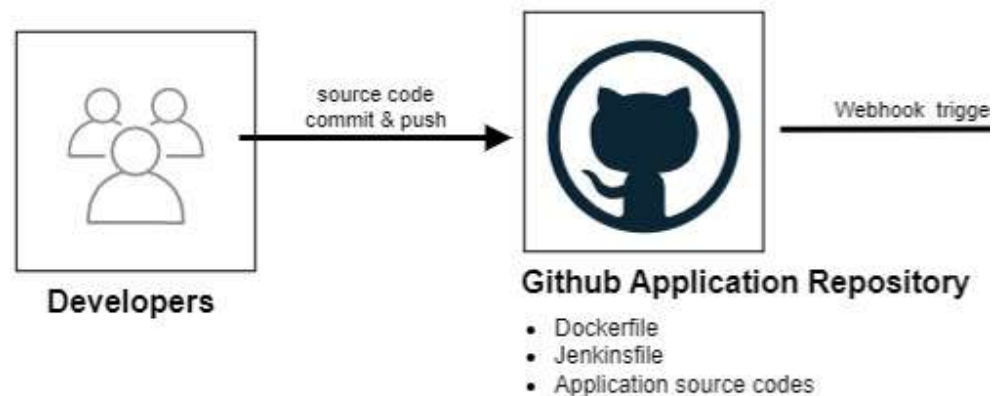 source code
commit & push
Webhook trigge
Developers
Github Application Repository
• Dockerfile
• Jenkinsfile
• Application source codes